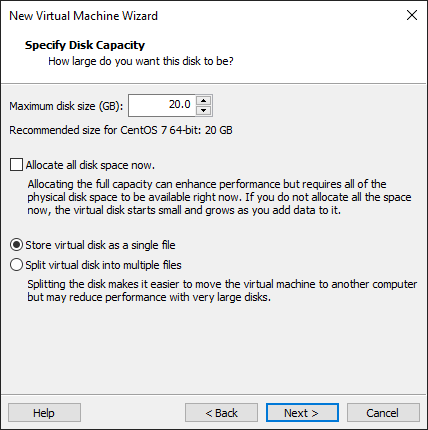 New Virtual Machine Wizard
Specify Disk Capacity
How large do you want this disk to be?
Maximum disk size (GB): 20.0
Recommended size for CentOS 7 64-bit: 20 GB
Allocate all disk space now.
Allocating the full capacity can enhance performance but requires all of the
physical disk space to be available right now. If you do not allocate all the space
now, the virtual disk starts small and grows as you add data to it.
Store virtual disk as a single file
Split virtual disk into multiple files
Splitting the disk makes it easier to move the virtual machine to another computer
but may reduce performance with very large disks.
Help < Back Next > Cancel